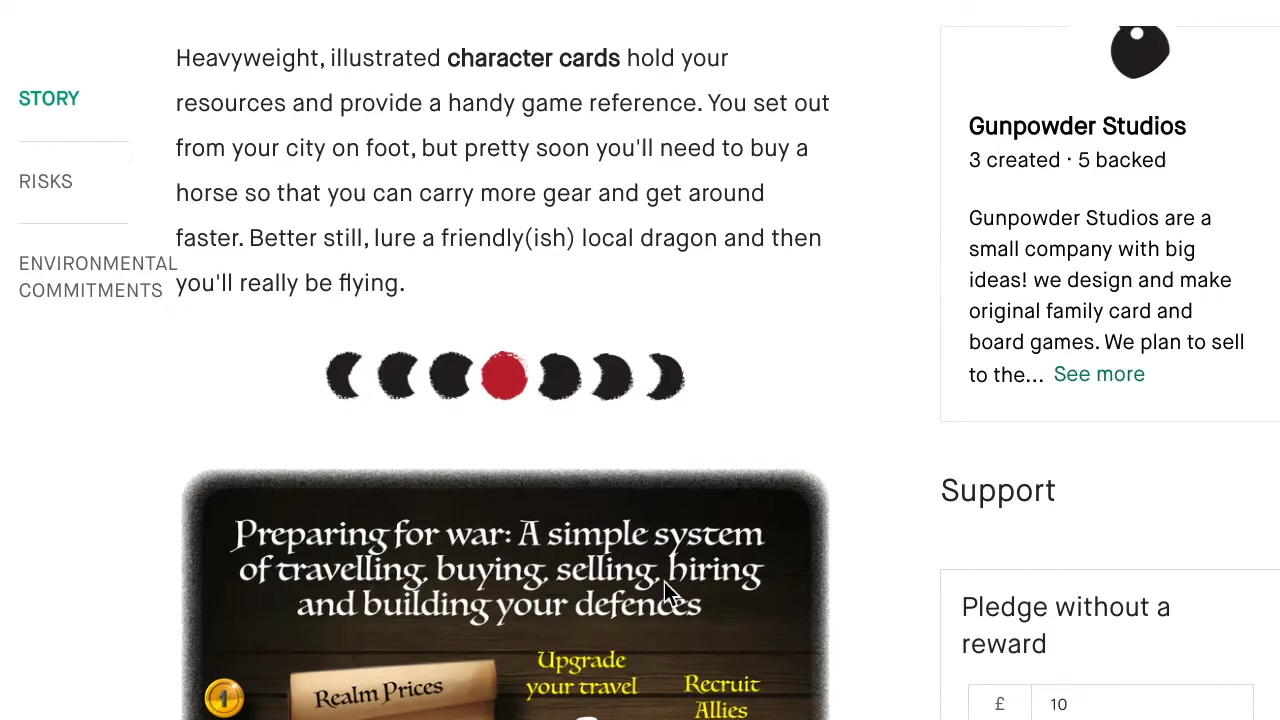 STORY
RISKS
ENVIRONMENTAL
COMMITMENTS
Heavyweight, illustrated character cards hold your
resources and provide a handy game reference. You set out
from your city on foot, but pretty soon you'll need to buy a
horse so that you can carry more gear and get around
faster. Better still, lure a friendly(ish) local dragon and then
you'll really be flying.
Preparing for war: A simple system
of travelling, buying, selling, hiring
and building your defences
1
Realm Prices
Upgrade
your travel
Recruit
Allies
Gunpowder Studios
3 created · 5 backed
Gunpowder Studios are a
small company with big
ideas! we design and make
original family card and
board games. We plan to sell
to the... See more
Support
Pledge without a
reward
£ 10